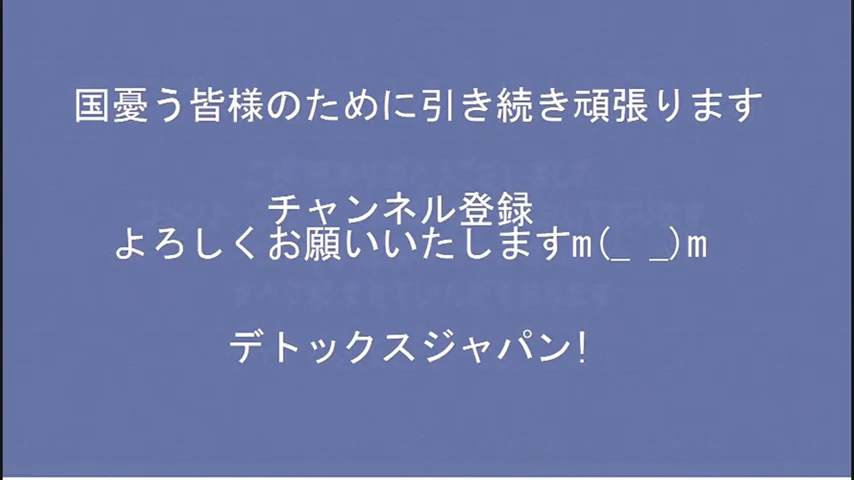 国憂う皆様のために引き続き頑張ります
チャンネル登録
よろしくお願いいたしますm(_ _)m
デトックスジャパン!